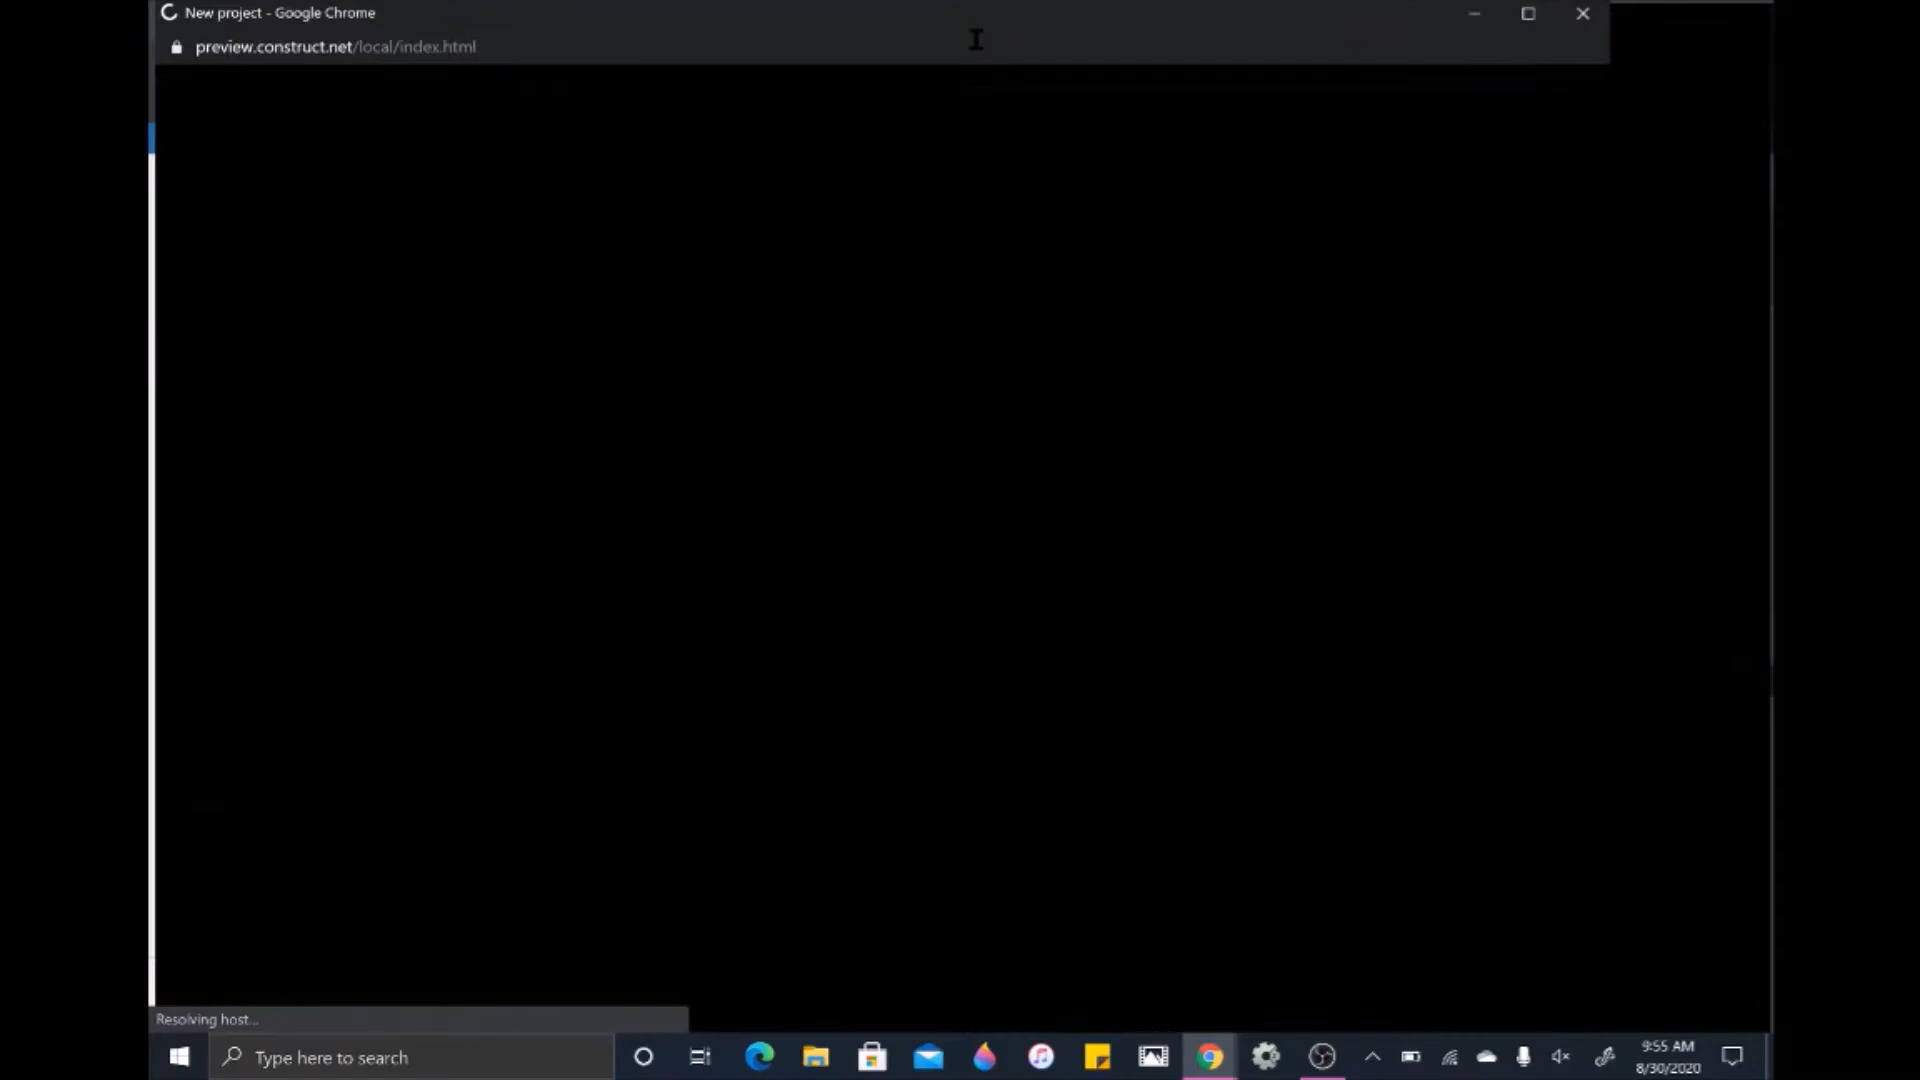 New project - Google Chrome
preview.construct.net/local/index.html
Resolving host...
Type here to search
9:55 AM
8/30/2020